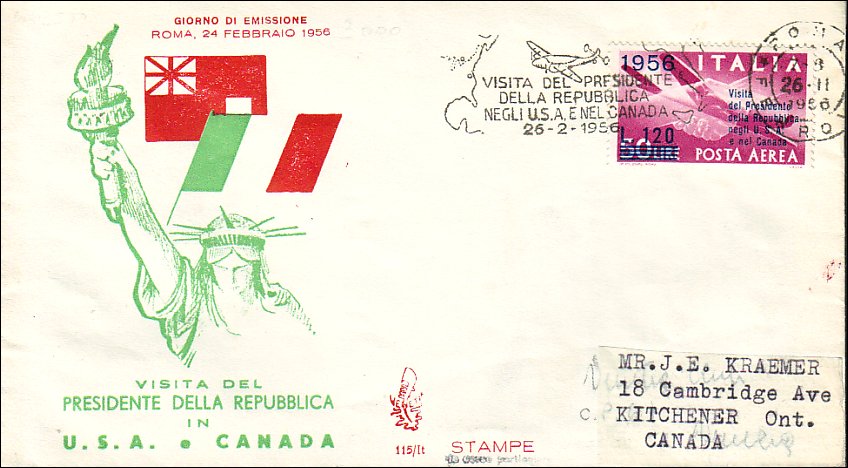 GIORNO DI EMISSIONE
ROMA, 24 FEBBRAIO 1956
VISITA DEL PRESIDENTE
DELLA REPUBBLICA
NEGLI U.S.A. E NEL CANADA
26-2-1956
1956 ITALIA
Visita
del Presidente
della Repubblica
negli U.S.A.
e nel Canada
L. 120
POSTA AEREA
ROMA
26·II
1956
VISITA DEL
PRESIDENTE DELLA REPUBBLICA
IN
U.S.A. e CANADA
115/It
STAMPE
MR.J.E. KRAEMER
18 Cambridge Ave
KITCHENER Ont.
CANADA